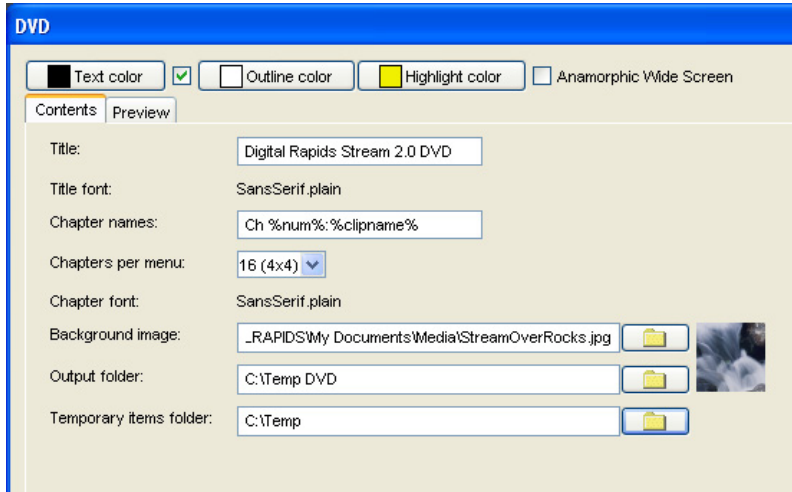 DVD
Text color Outline color Highlight color Anamorphic Wide Screen
Contents Preview
Title: Digital Rapids Stream 2.0 DVD
Title font: SansSerif.plain
Chapter names: Ch %num%:%clipname%
Chapters per menu: 16 (4x4)
Chapter font: SansSerif.plain
Background image: _RAPIDS\My Documents\Media\StreamOverRocks.jpg
Output folder: C:\Temp DVD
Temporary items folder: C:\Temp